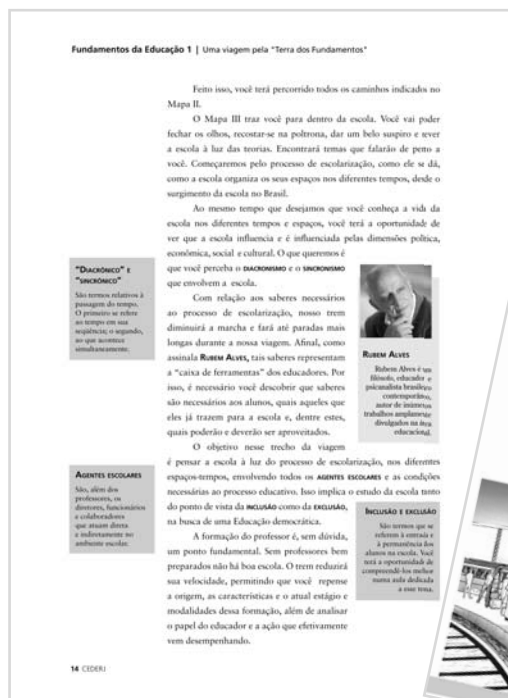 Fundamentos da Educação 1 | Uma viagem pela "Terra dos Fundamentos"
Feito isso, você terá percorrido todos os caminhos indicados no
Mapa II.
O Mapa III traz você para dentro da escola. Você vai poder
fechar os olhos, recostar-se na poltrona, dar um belo suspiro e rever
a escola à luz das teorias. Encontrará temas que falarão de perto a
você. Começaremos pelo processo de escolarização, como ele se dá,
como a escola organiza os seus espaços nos diferentes tempos, desde o
surgimento da escola no Brasil.
Ao mesmo tempo que desejamos que você conheça a vida da
escola nos diferentes tempos e espaços, você terá a oportunidade de
ver que a escola influencia e é influenciada pelas dimensões política,
econômica, social e cultural. O que queremos é
que você perceba o DIACRONISMO e o SINCRONISMO
que envolvem a escola.
Com relação aos saberes necessários
ao processo de escolarização, nosso trem
diminuirá a marcha e fará até paradas mais
longas durante a nossa viagem. Afinal, como
assinala RUBEM ALVES, tais saberes representam
a "caixa de ferramentas" dos educadores. Por
isso, é necessário você descobrir que saberes
são necessários aos alunos, quais aqueles que
eles já trazem para a escola e, dentre estes,
quais poderão e deverão ser aproveitados.
O objetivo nesse trecho da viagem
é pensar a escola à luz do processo de escolarização, nos diferentes
espaços-tempos, envolvendo todos os AGENTES ESCOLARES e as condições
necessárias ao processo educativo. Isso implica o estudo da escola tanto
do ponto de vista da INCLUSÃO como da EXCLUSÃO,
na busca de uma Educação democrática.
A formação do professor é, sem dúvida,
um ponto fundamental. Sem professores bem
preparados não há boa escola. O trem reduzirá
sua velocidade, permitindo que você repense
a origem, as características e o atual estágio e
modalidades dessa formação, além de analisar
o papel do educador e a ação que efetivamente
vem desempenhando.
"DIACRÔNICO" E
"SINCRÔNICO"
São termos relativos à
passagem do tempo.
O primeiro se refere
ao tempo em sua
seqüência; o segundo,
ao que acontece
simultaneamente.
RUBEM ALVES
Rubem Alves é um
filósofo, educador e
psicanalista brasileiro
contemporâneo,
autor de inúmeros
trabalhos amplamente
divulgados na área
educacional.
AGENTES ESCOLARES
São, além dos
professores, os
diretores, funcionários
e colaboradores
que atuam direta
e indiretamente no
ambiente escolar.
INCLUSÃO E EXCLUSÃO
São termos que se
referem à entrada e
à permanência dos
alunos na escola. Você
terá a oportunidade de
compreendê-los melhor
numa aula dedicada
a esse tema.
14 CEDERJ